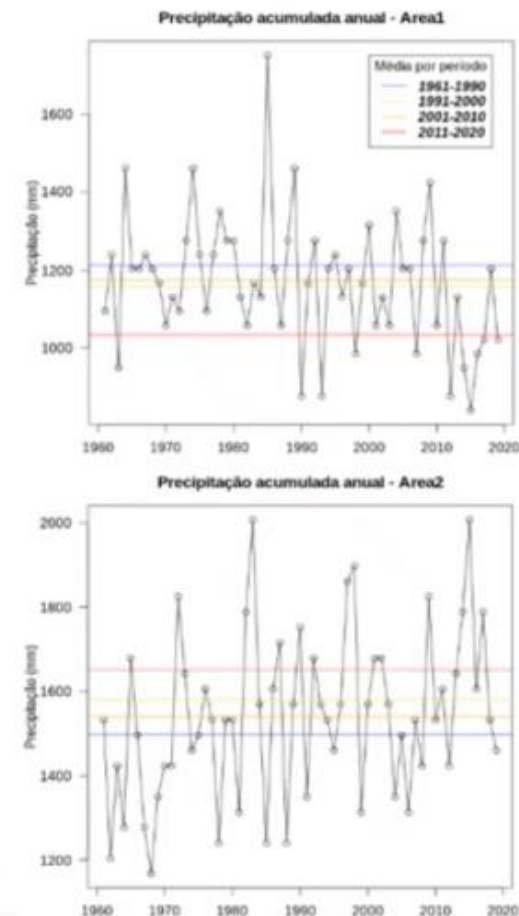 Precipitação acumulada anual - Area1
Precipitação (mm)
1600
1400
1200
1000
Média por período
1961-1990
1991-2000
2001-2010
2011-2020
1960 1970 1980 1990 2000 2010 2020
Precipitação acumulada anual - Area2
Precipitação (mm)
2000
1800
1600
1400
1200
1960 1970 1980 1990 2000 2010 2020